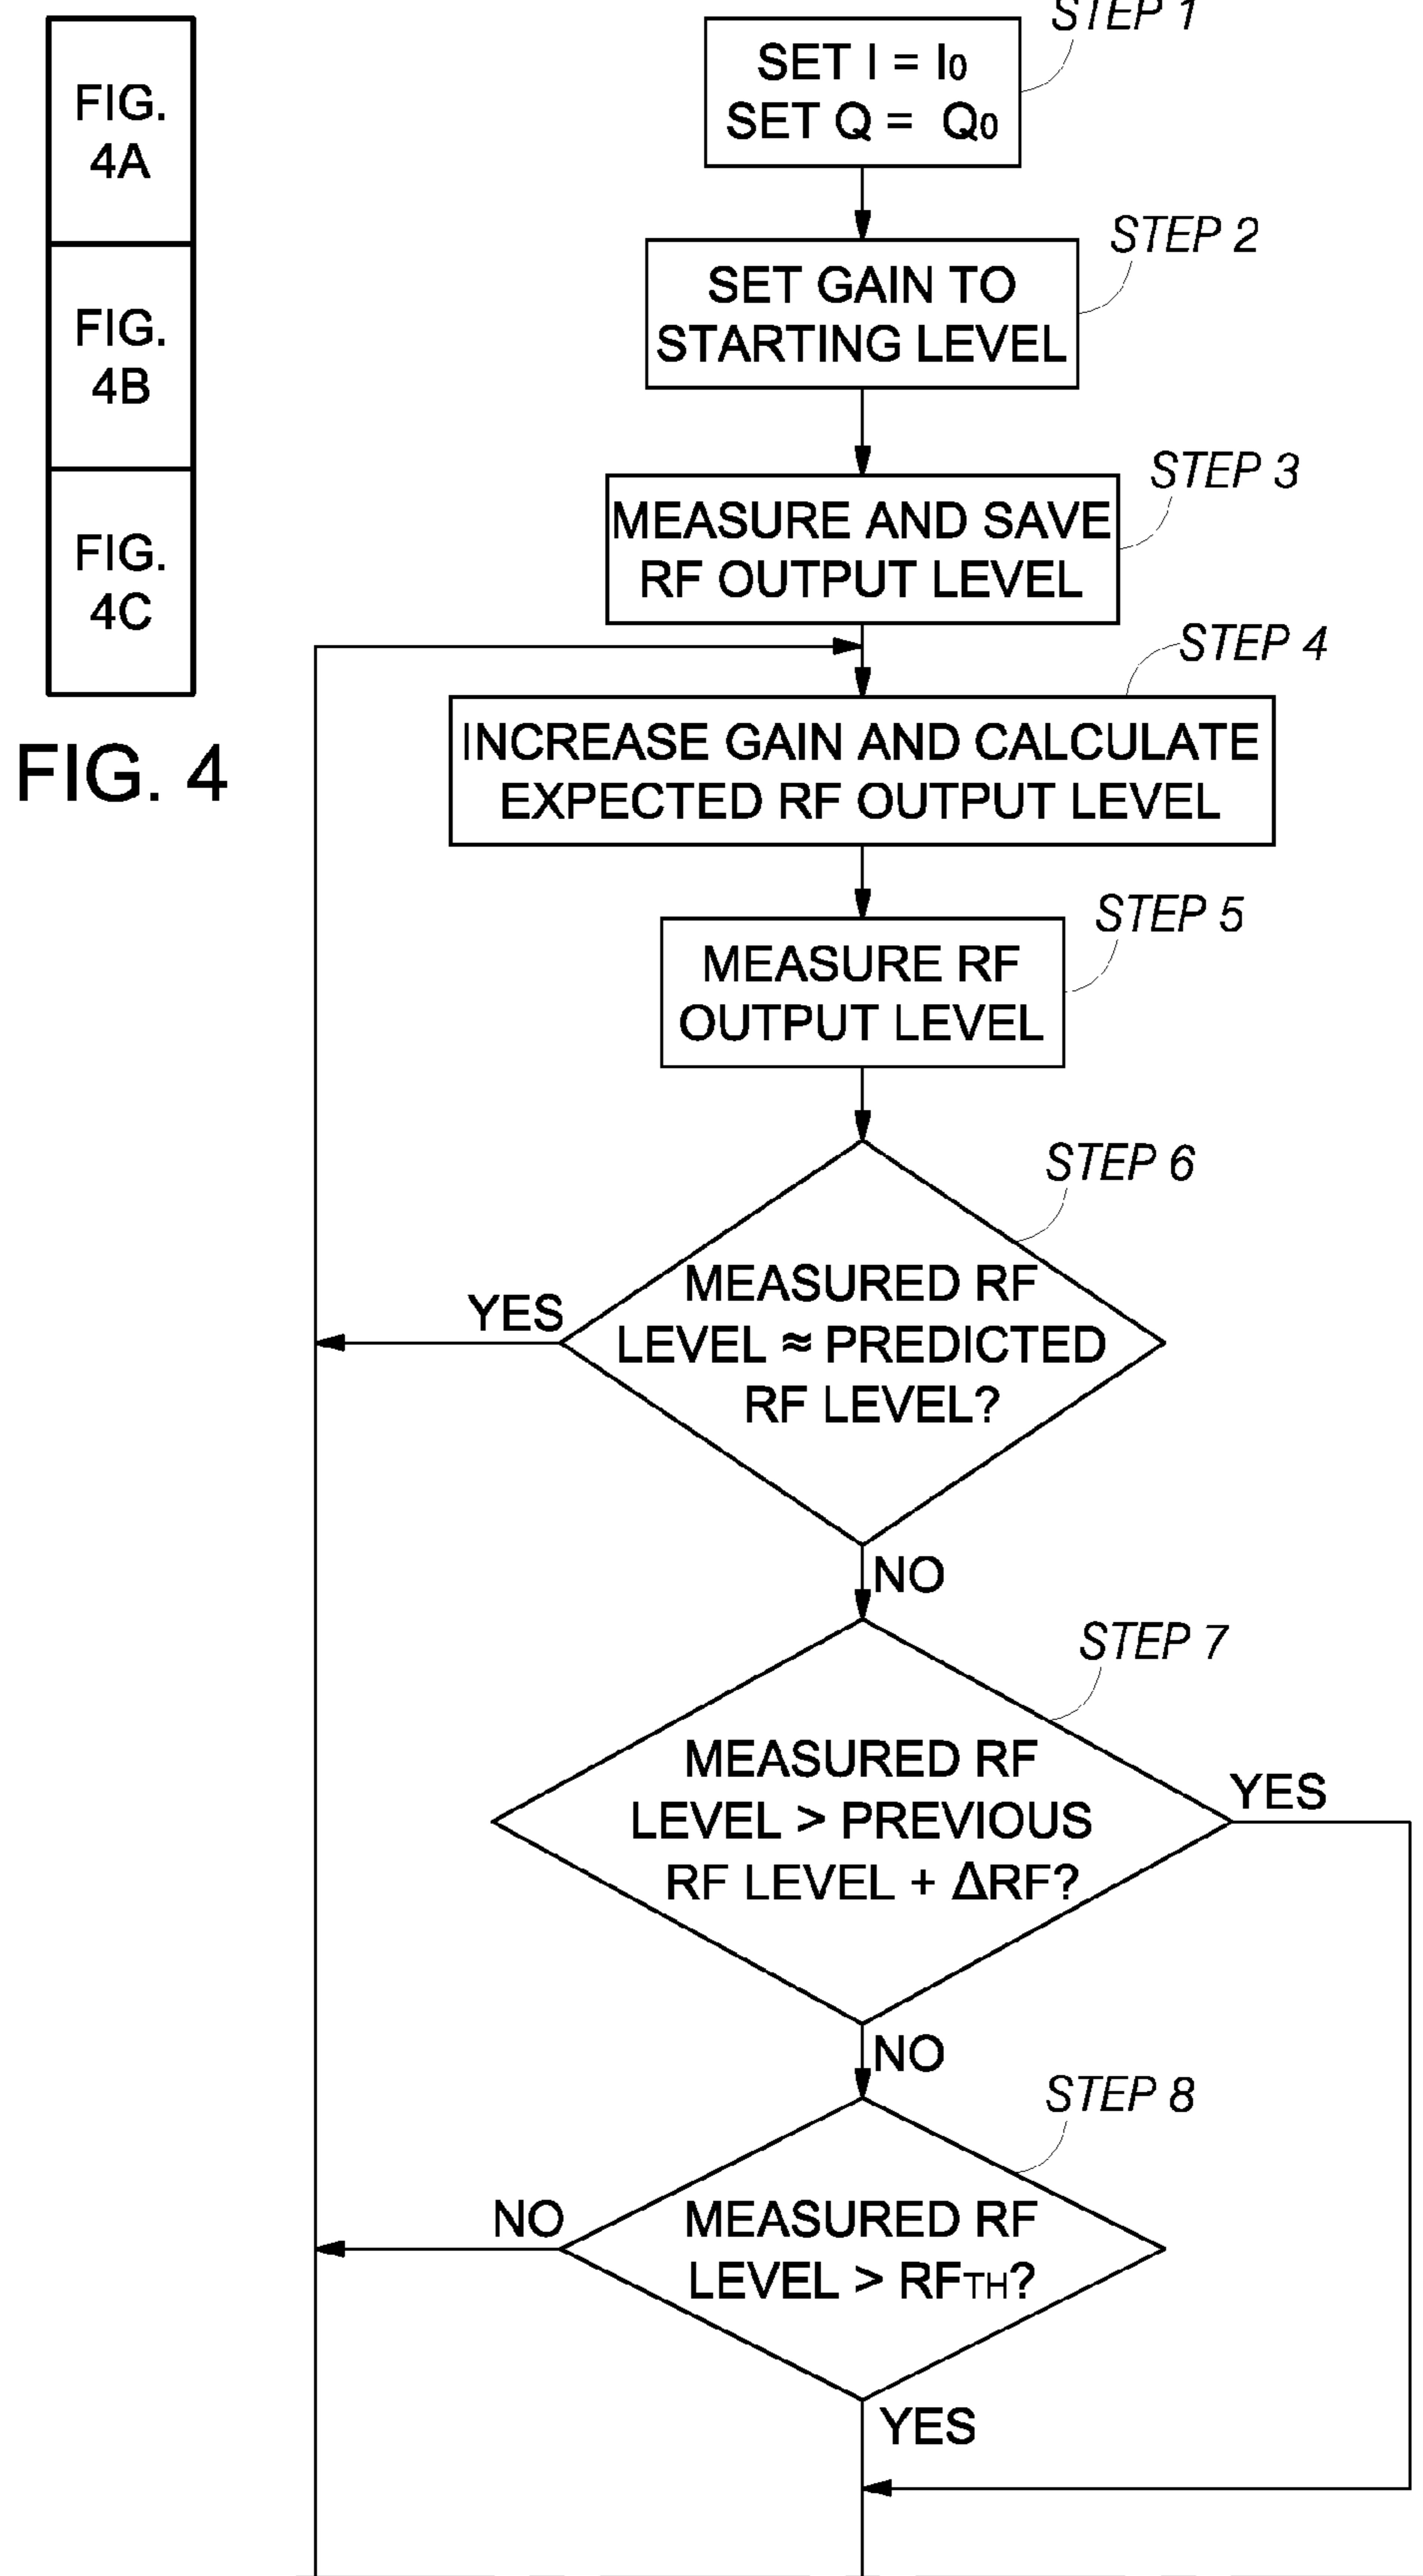 FIG.
4A
FIG.
4B
FIG.
4C
FIG. 4
STEP 1
SET I = I0
SET Q = Q0
STEP 2
SET GAIN TO
STARTING LEVEL
STEP 3
MEASURE AND SAVE
RF OUTPUT LEVEL
STEP 4
INCREASE GAIN AND CALCULATE
EXPECTED RF OUTPUT LEVEL
STEP 5
MEASURE RF
OUTPUT LEVEL
STEP 6
MEASURED RF
LEVEL ≈ PREDICTED
RF LEVEL?
YES
NO
STEP 7
MEASURED RF
LEVEL > PREVIOUS
RF LEVEL + ΔRF?
YES
NO
STEP 8
MEASURED RF
LEVEL > RFTH?
NO
YES